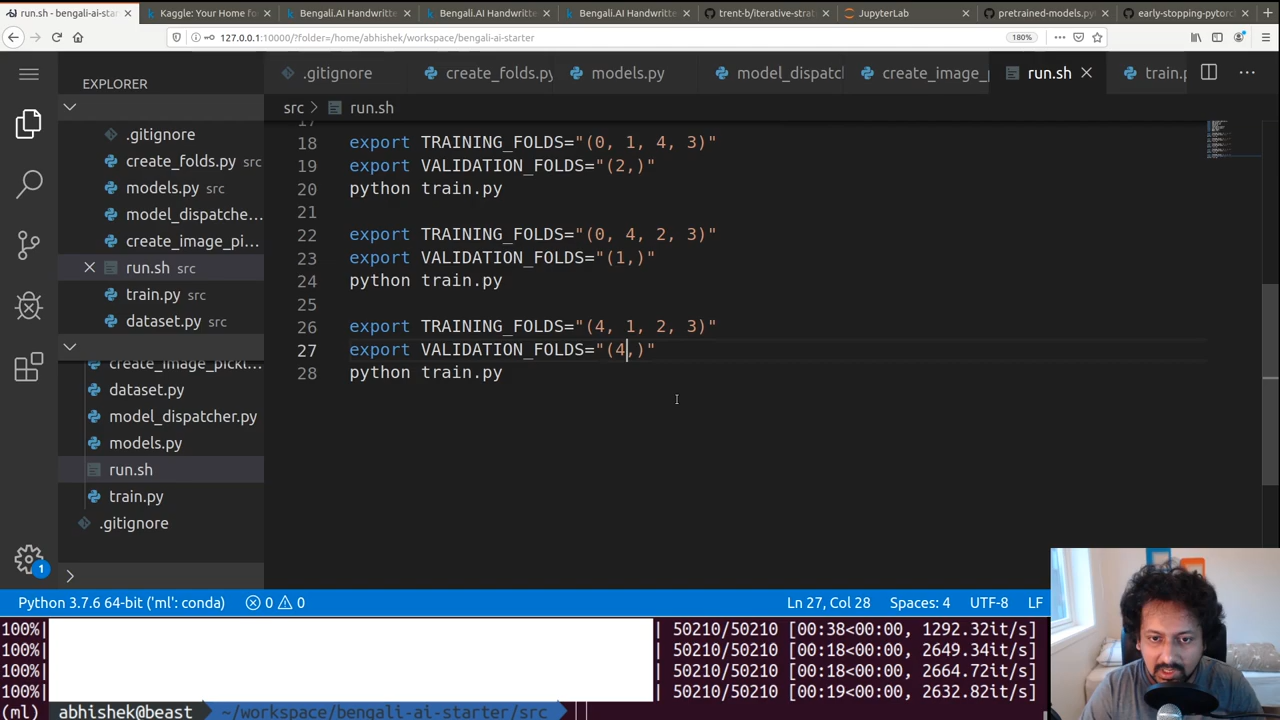 run.sh - bengali-ai-starter
Kaggle: Your Home fo
Bengali.AI Handwritte
Bengali.AI Handwritte
Bengali.AI Handwritte
trent-b/iterative-strati
JupyterLab
pretrained-models.py
early-stopping-pytorc
127.0.0.1:10000/?folder=/home/abhishek/workspace/bengali-ai-starter
180%
EXPLORER
.gitignore
create_folds.py
models.py
model_dispatch
create_image_p
run.sh
train.p
src > run.sh
.gitignore
create_folds.py src
models.py src
model_dispatche...
create_image_pi...
run.sh src
train.py src
dataset.py src
create_image_pickl...
dataset.py
model_dispatcher.py
models.py
run.sh
train.py
.gitignore
17
18 export TRAINING_FOLDS="(0, 1, 4, 3)"
19 export VALIDATION_FOLDS="(2,)"
20 python train.py
21
22 export TRAINING_FOLDS="(0, 4, 2, 3)"
23 export VALIDATION_FOLDS="(1,)"
24 python train.py
25
26 export TRAINING_FOLDS="(4, 1, 2, 3)"
27 export VALIDATION_FOLDS="(4,)"
28 python train.py
1
Python 3.7.6 64-bit ('ml': conda) 0 0 Ln 27, Col 28 Spaces: 4 UTF-8 LF
100%| | 50210/50210 [00:38<00:00, 1292.32it/s]
100%| | 50210/50210 [00:18<00:00, 2649.34it/s]
100%| | 50210/50210 [00:18<00:00, 2664.72it/s]
100%| | 50210/50210 [00:19<00:00, 2632.82it/s]
(ml) abhishek@beast ~/workspace/bengali-ai-starter/src